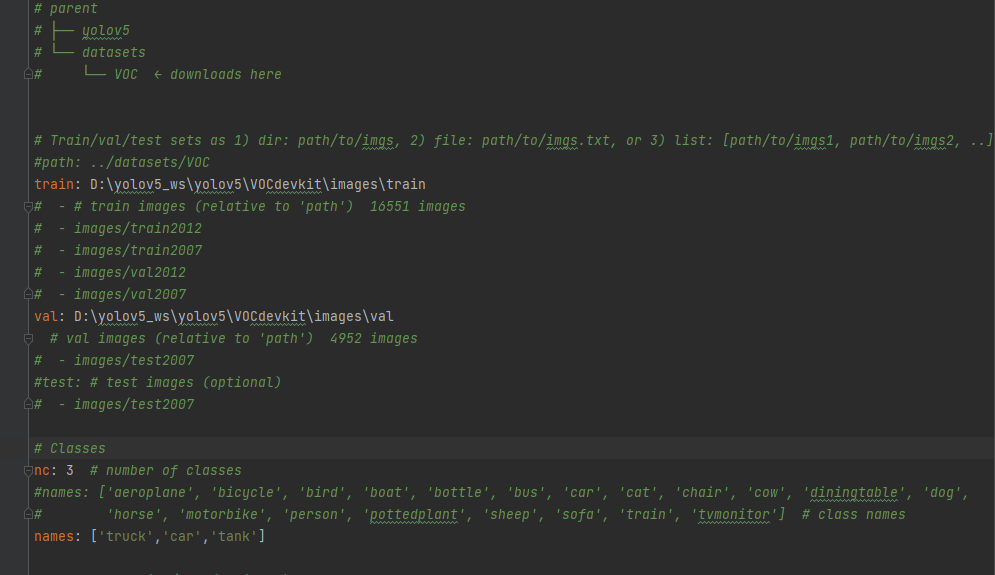 # parent
# ├── yolov5
# └── datasets
#     └── VOC  ← downloads here
# Train/val/test sets as 1) dir: path/to/imgs, 2) file: path/to/imgs.txt, or 3) list: [path/to/imgs1, path/to/imgs2, ..]
#path: ../datasets/VOC
train: D:\yolov5_ws\yolov5\VOCdevkit\images\train
#  - # train images (relative to 'path')  16551 images
#  - images/train2012
#  - images/train2007
#  - images/val2012
#  - images/val2007
val: D:\yolov5_ws\yolov5\VOCdevkit\images\val
  # val images (relative to 'path')  4952 images
#  - images/test2007
#test: # test images (optional)
#  - images/test2007
# Classes
nc: 3  # number of classes
#names: ['aeroplane', 'bicycle', 'bird', 'boat', 'bottle', 'bus', 'car', 'cat', 'chair', 'cow', 'diningtable', 'dog',
#        'horse', 'motorbike', 'person', 'pottedplant', 'sheep', 'sofa', 'train', 'tvmonitor']  # class names
names: ['truck','car','tank']